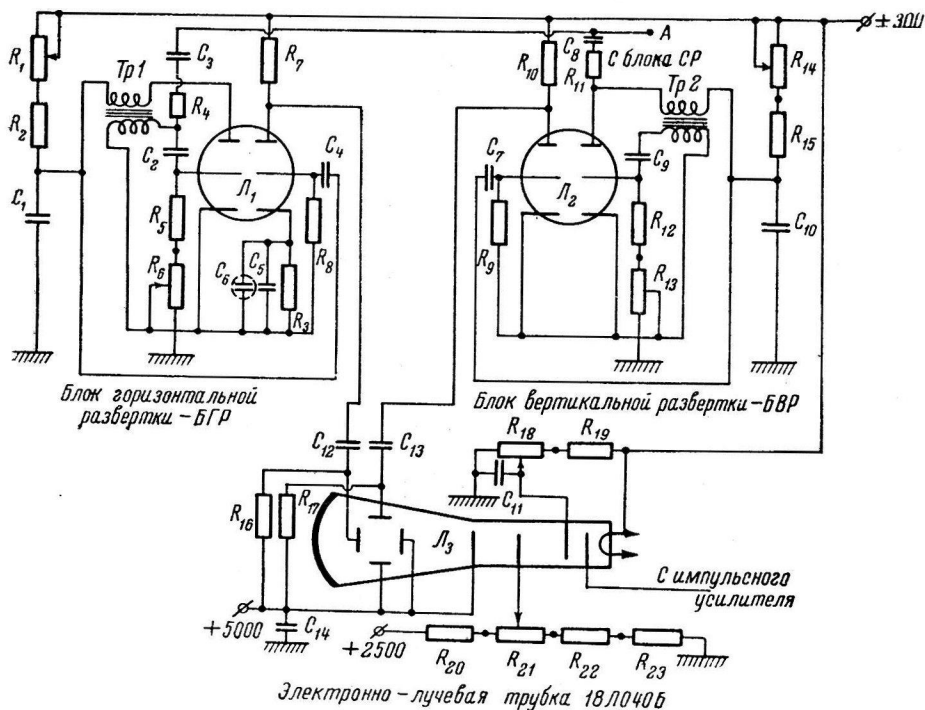 +300
A
R1
Тр1
C3
R7
R10
C8
С блока СР
R11
Тр2
R14
R2
R4
R15
C1
C2
Л1
C4
C7
Л2
C9
C10
R5
R6
C6
C5
R3
R8
R9
R12
R13
Блок горизонтальной
развертки – БГР
Блок вертикальной развертки – БВР
C12
C13
R18
R19
C11
R16
R17
Л3
С импульсного
усилителя
+5000
C14
+2500
R20
R21
R22
R23
Электронно – лучевая трубка 18ЛО40Б